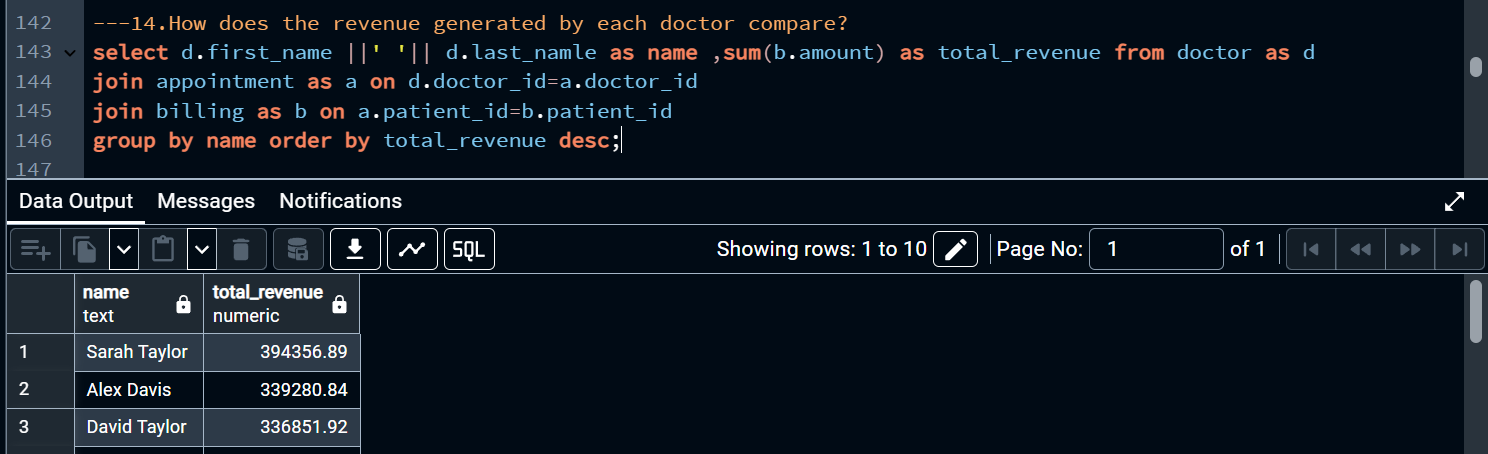 142 ---14.How does the revenue generated by each doctor compare?
143 select d.first_name ||' '|| d.last_namle as name ,sum(b.amount) as total_revenue from doctor as d
144 join appointment as a on d.doctor_id=a.doctor_id
145 join billing as b on a.patient_id=b.patient_id
146 group by name order by total_revenue desc;
147
Data Output Messages Notifications
SQL Showing rows: 1 to 10 Page No: 1 of 1
name total_revenue
text numeric
1 Sarah Taylor 394356.89
2 Alex Davis 339280.84
3 David Taylor 336851.92